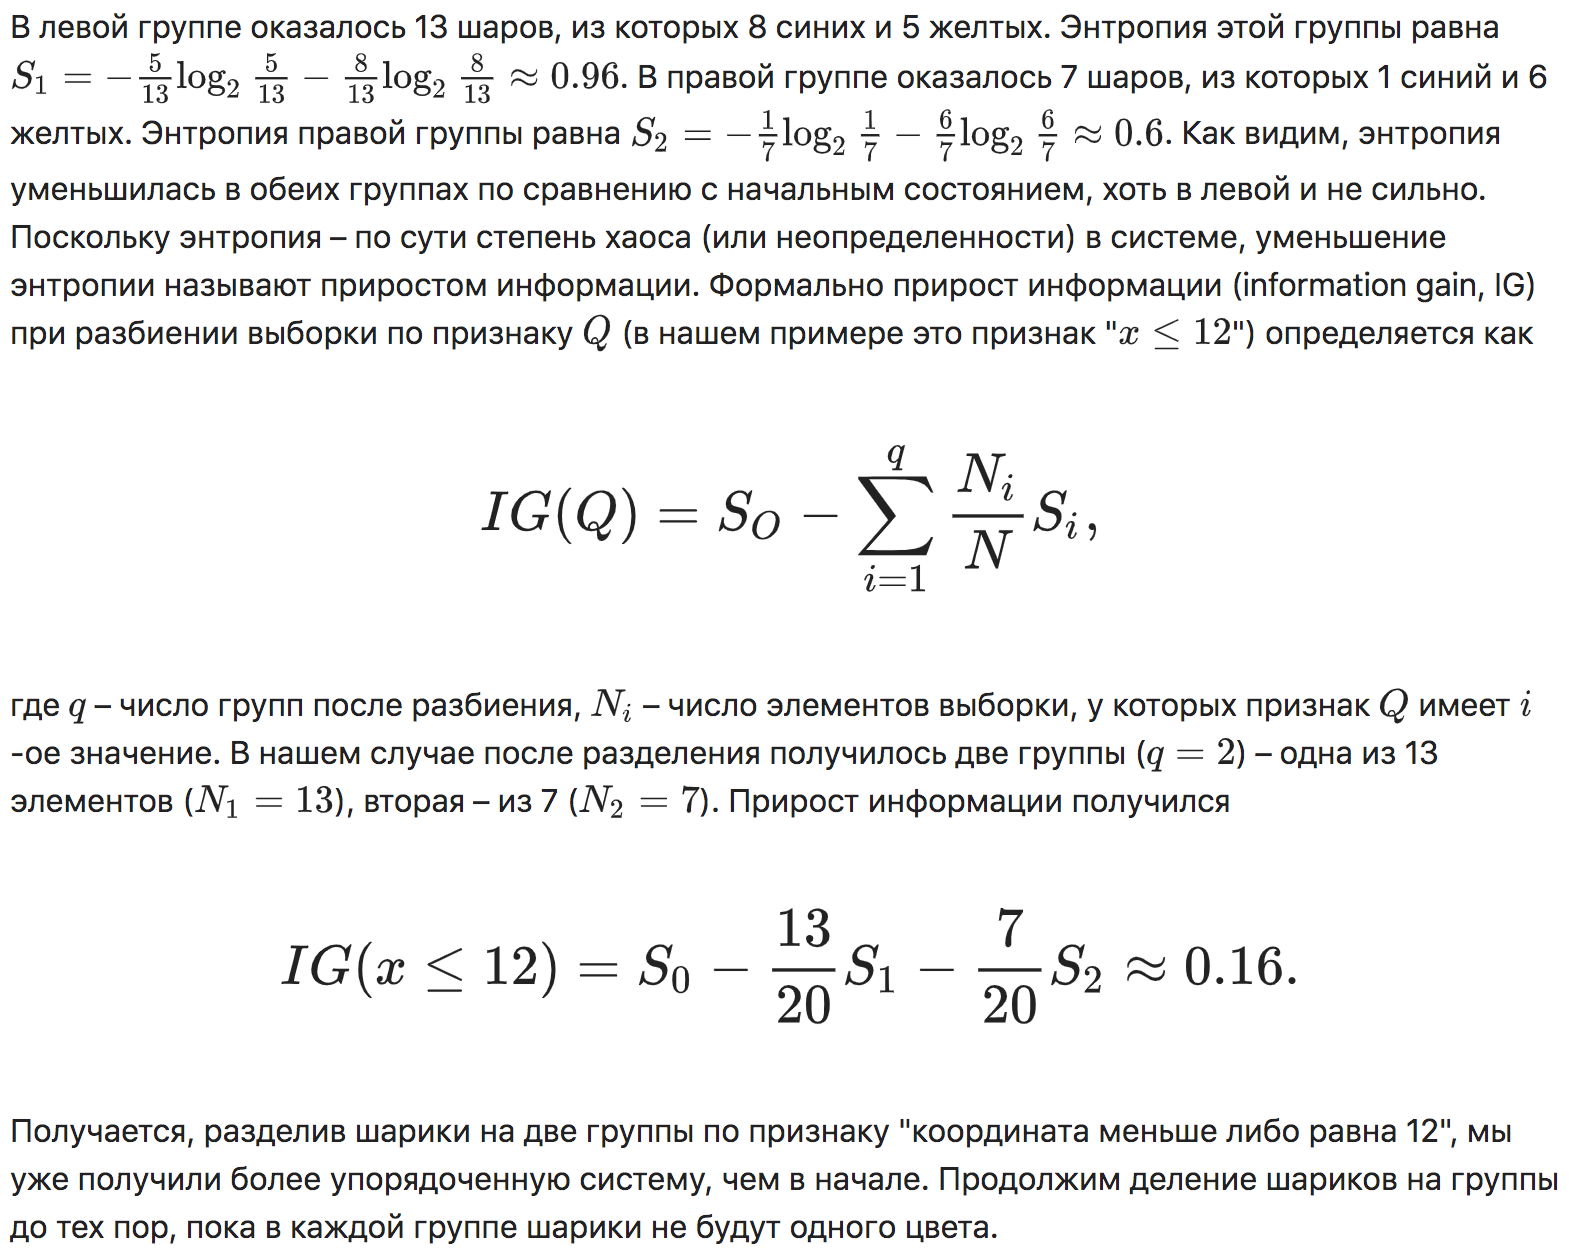 В левой группе оказалось 13 шаров, из которых 8 синих и 5 желтых. Энтропия этой группы равна
$S_1 = -\frac{5}{13}\log_2 \frac{5}{13} - \frac{8}{13}\log_2 \frac{8}{13} \approx 0.96$. В правой группе оказалось 7 шаров, из которых 1 синий и 6
желтых. Энтропия правой группы равна $S_2 = -\frac{1}{7}\log_2 \frac{1}{7} - \frac{6}{7}\log_2 \frac{6}{7} \approx 0.6$. Как видим, энтропия
уменьшилась в обеих группах по сравнению с начальным состоянием, хоть в левой и не сильно.
Поскольку энтропия – по сути степень хаоса (или неопределенности) в системе, уменьшение
энтропии называют приростом информации. Формально прирост информации (information gain, IG)
при разбиении выборки по признаку $Q$ (в нашем примере это признак "$x \leq 12$") определяется как
$IG(Q) = S_O - \sum_{i=1}^{q} \frac{N_i}{N} S_i,$
где $q$ – число групп после разбиения, $N_i$ – число элементов выборки, у которых признак $Q$ имеет $i$
-ое значение. В нашем случае после разделения получилось две группы ($q = 2$) – одна из 13
элементов ($N_1 = 13$), вторая – из 7 ($N_2 = 7$). Прирост информации получился
$IG(x \leq 12) = S_0 - \frac{13}{20} S_1 - \frac{7}{20} S_2 \approx 0.16.$
Получается, разделив шарики на две группы по признаку "координата меньше либо равна 12", мы
уже получили более упорядоченную систему, чем в начале. Продолжим деление шариков на группы
до тех пор, пока в каждой группе шарики не будут одного цвета.